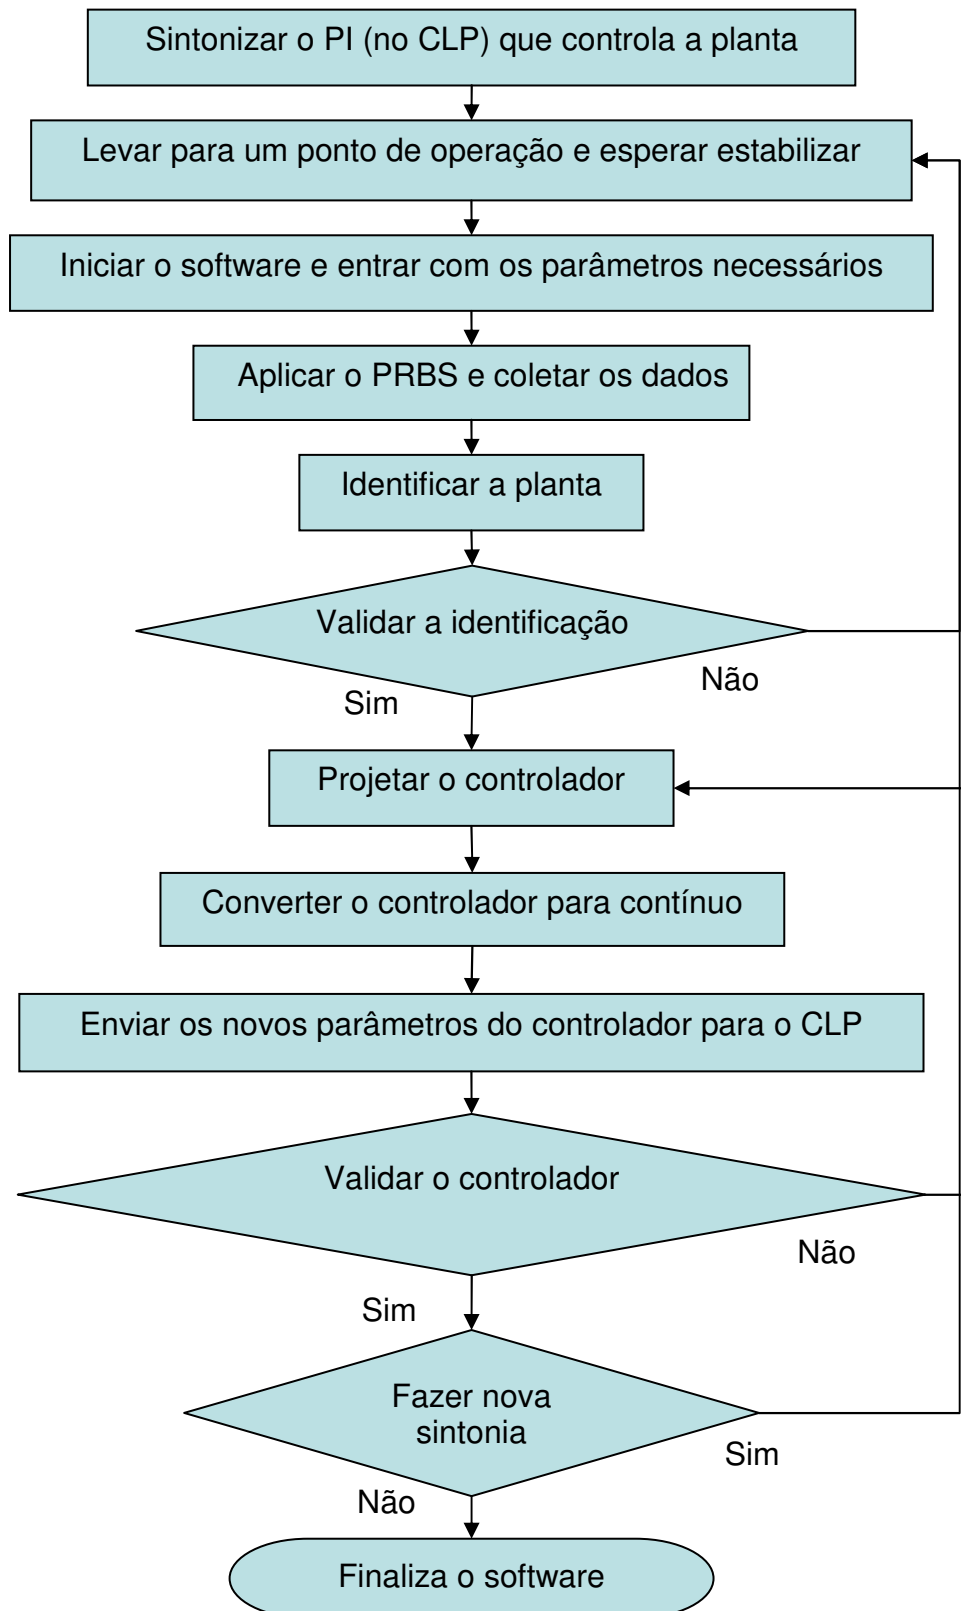 Sintonizar o PI (no CLP) que controla a planta
Levar para um ponto de operação e esperar estabilizar
Iniciar o software e entrar com os parâmetros necessários
Aplicar o PRBS e coletar os dados
Identificar a planta
Validar a identificação
Não
Sim
Projetar o controlador
Converter o controlador para contínuo
Enviar os novos parâmetros do controlador para o CLP
Validar o controlador
Não
Sim
Fazer nova
sintonia
Sim
Não
Finaliza o software